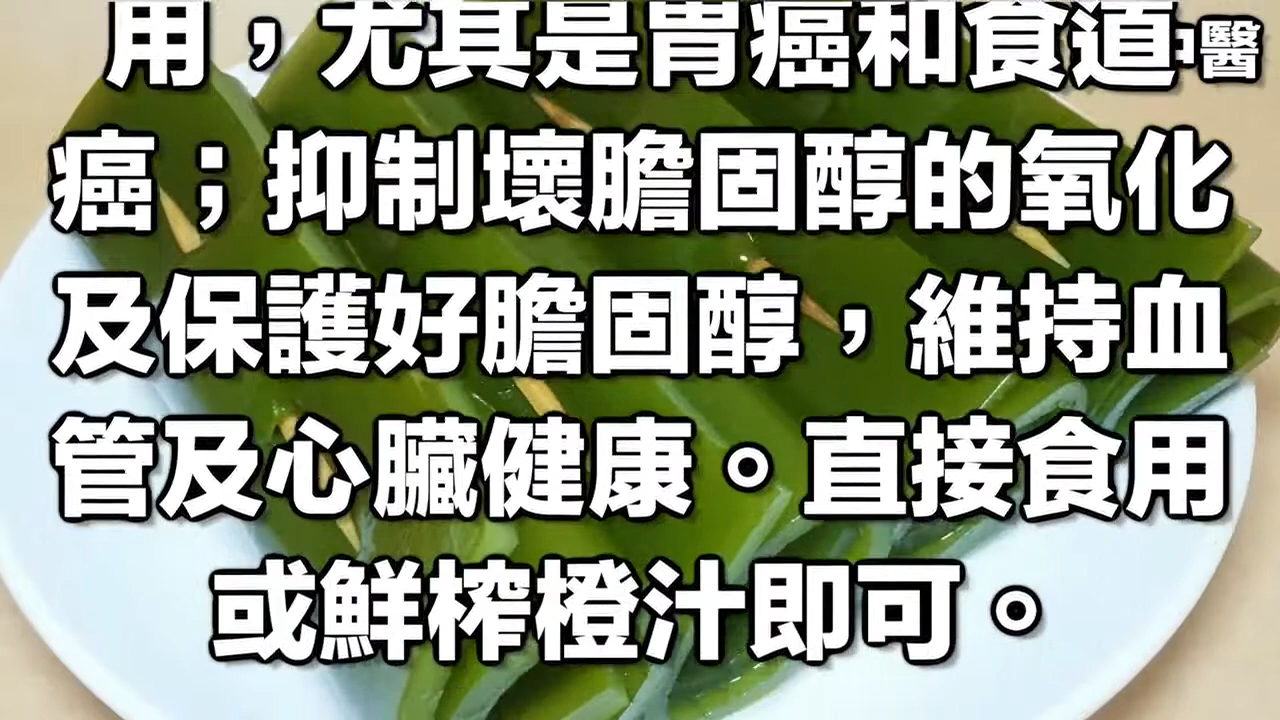 用，尤其是胃癌和食道
中醫
癌；抑制壞膽固醇的氧化
及保護好膽固醇，維持血
管及心臟健康。直接食用
或鮮榨橙汁即可。